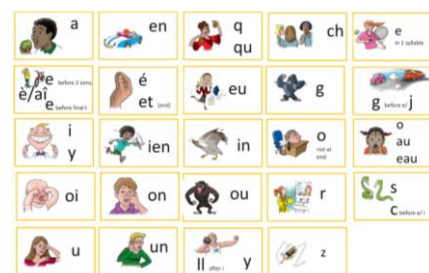 a
en
q
qu
ch
e
in 1 syllable
e before 2 cons.
è/aî
e before final t
é
et (and)
eu
g
g before e/i j
i
y
ien
in
o
not at
end
o
au
eau
oi
on
ou
r
s
c before e/ i
u
un
ll after i y
z